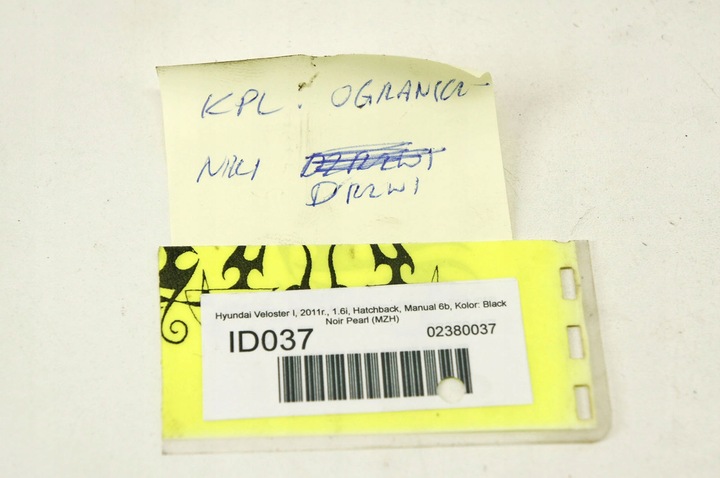 KPL. OGRANICZ-
NIKI
DRZWI
Hyundai Veloster I, 2011r., 1.6i, Hatchback, Manual 6b, Kolor: Black
Noir Pearl (MZH)
ID037
02380037